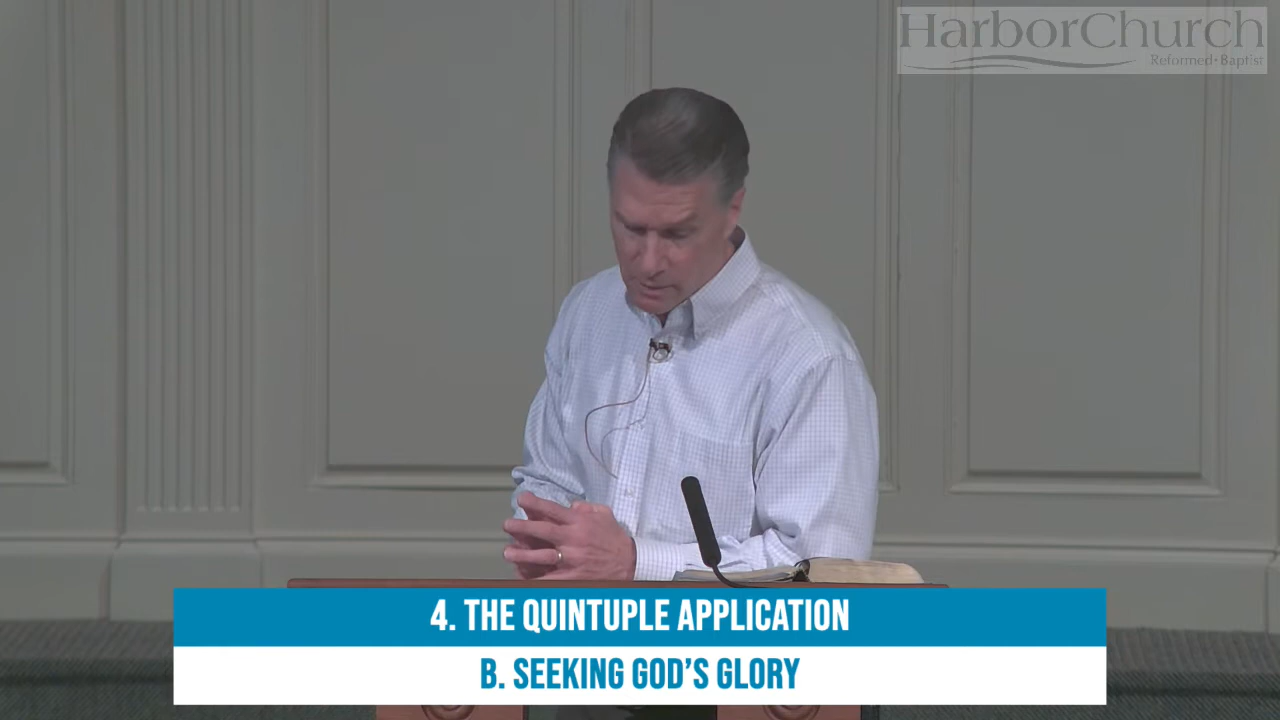 HarborChurch
Reformed•Baptist
4. THE QUINTUPLE APPLICATION
B. SEEKING GOD'S GLORY